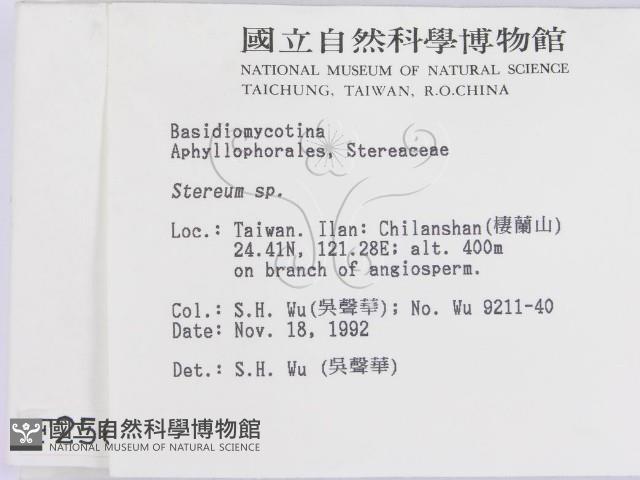 國立自然科學博物館
NATIONAL MUSEUM OF NATURAL SCIENCE
TAICHUNG, TAIWAN, R.O.CHINA
Basidiomycotina
Aphyllophorales, Stereaceae
Stereum sp.
Loc.: Taiwan. Ilan: Chilanshan(棲蘭山)
24.41N, 121.28E; alt. 400m
on branch of angiosperm.
Col.: S.H. Wu(吳聲華); No. Wu 9211-40
Date: Nov. 18, 1992
Det.: S.H. Wu (吳聲華)
國立自然科學博物館
NATIONAL MUSEUM OF NATURAL SCIENCE